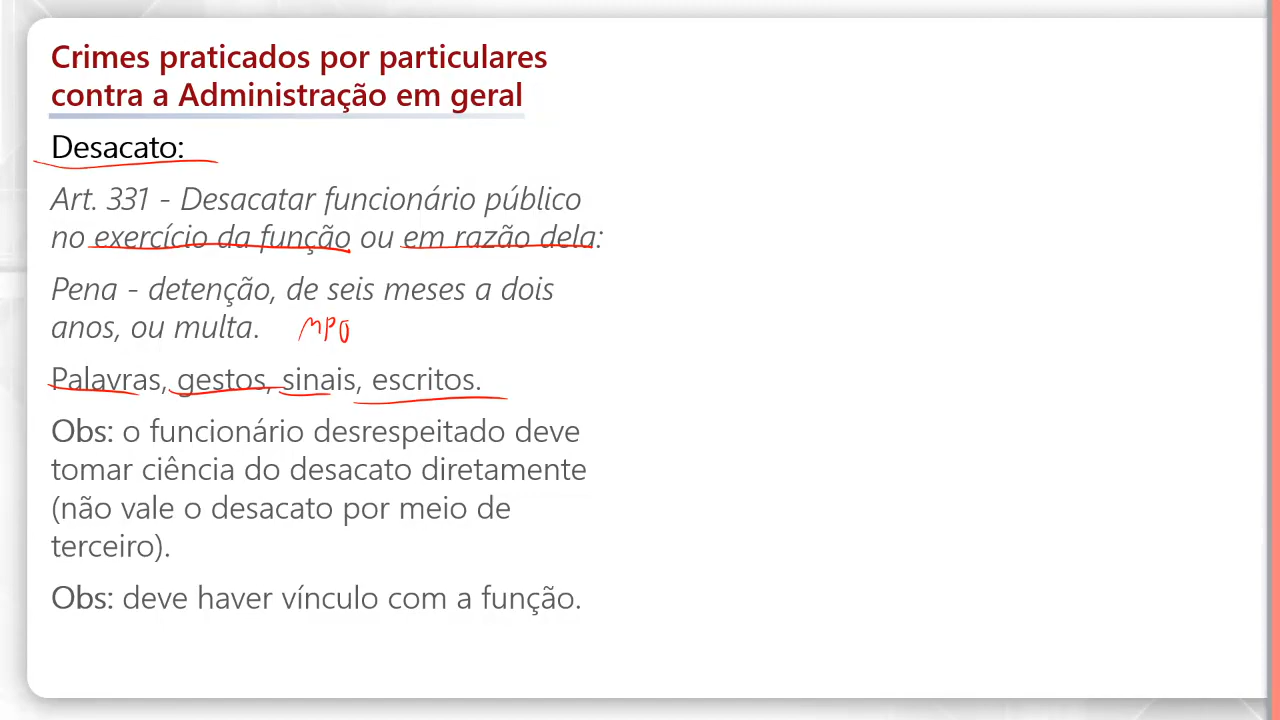 Crimes praticados por particulares
contra a Administração em geral
Desacato:
Art. 331 - Desacatar funcionário público
no exercício da função ou em razão dela:
Pena - detenção, de seis meses a dois
anos, ou multa. MPO
Palavras, gestos, sinais, escritos.
Obs: o funcionário desrespeitado deve
tomar ciência do desacato diretamente
(não vale o desacato por meio de
terceiro).
Obs: deve haver vínculo com a função.